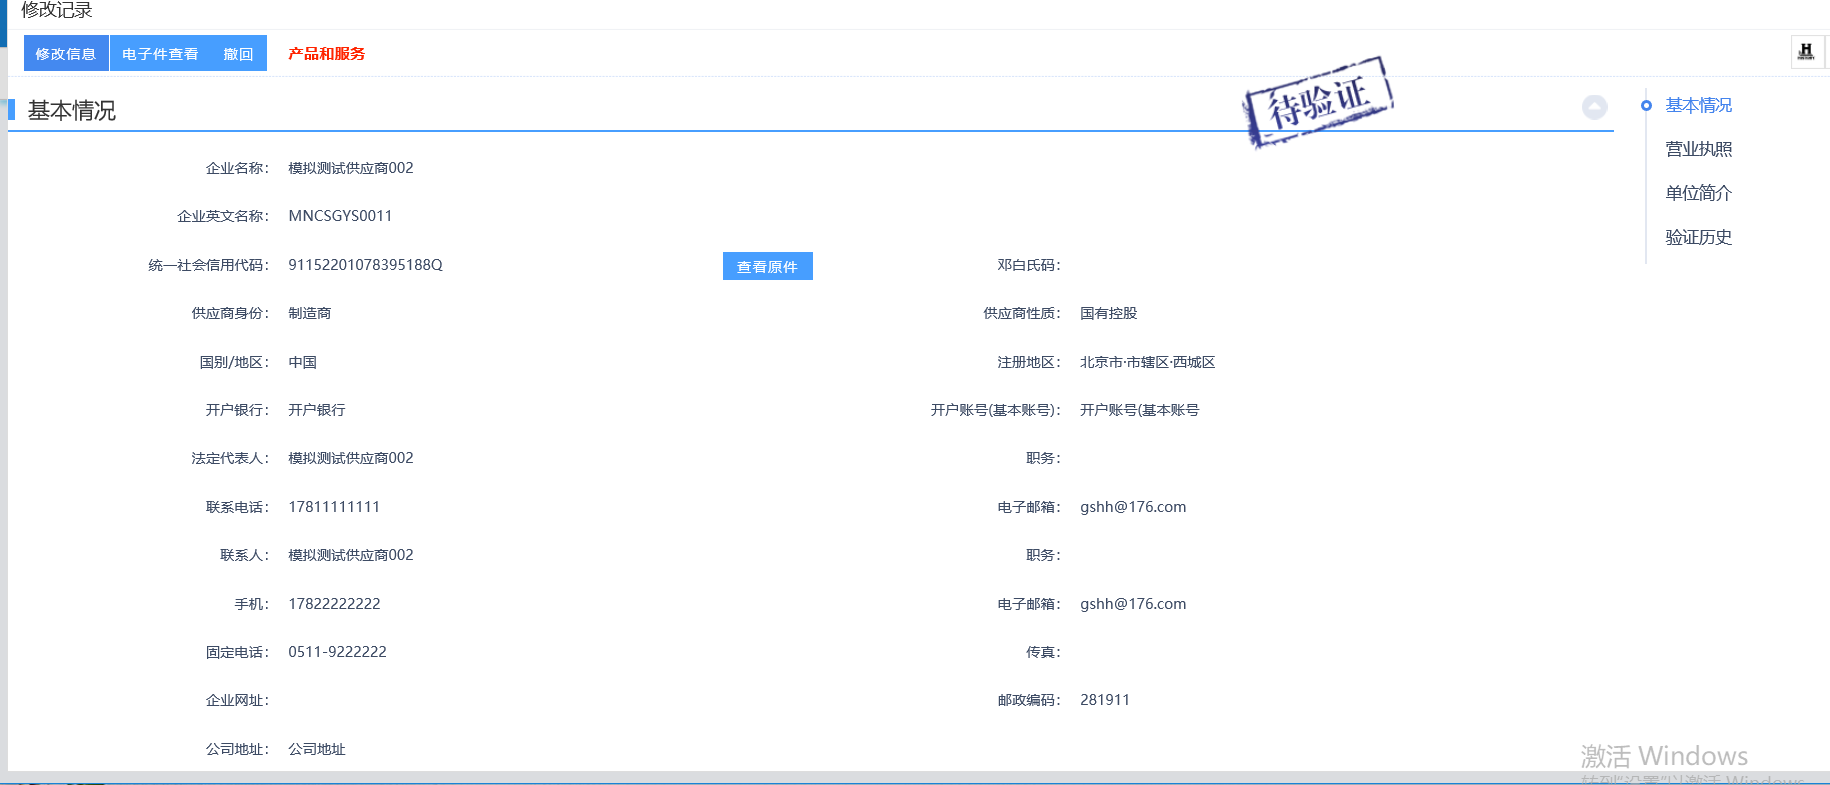 修改记录
修改信息 电子件查看 撤回 产品和服务
待验证
基本情况
基本情况
营业执照
单位简介
验证历史
企业名称： 模拟测试供应商002
企业英文名称： MNCSGYS0011
统一社会信用代码： 91152201078395188Q 查看原件 邓白氏码：
供应商身份： 制造商 供应商性质： 国有控股
国别/地区： 中国 注册地区： 北京市·市辖区·西城区
开户银行： 开户银行 开户账号(基本账号)： 开户账号(基本账号
法定代表人： 模拟测试供应商002 职务：
联系电话： 17811111111 电子邮箱： gshh@176.com
联系人： 模拟测试供应商002 职务：
手机： 17822222222 电子邮箱： gshh@176.com
固定电话： 0511-9222222 传真：
企业网址： 邮政编码： 281911
公司地址： 公司地址
激活 Windows
转到"设置"以激活 Windows